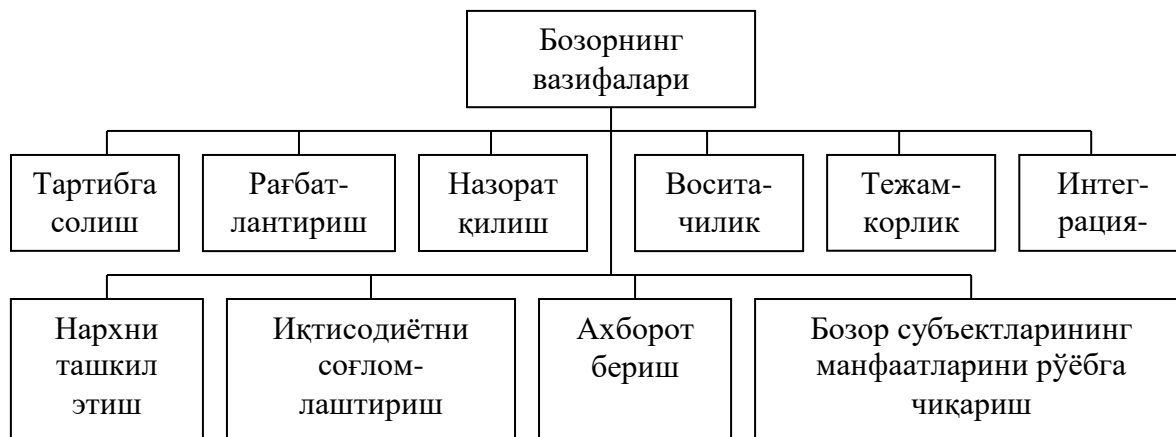 Бозорнинг
вазифалари
Тартибга
солиш
Рағбат-
лантириш
Назорат
қилиш
Восита-
чилик
Тежам-
корлик
Интег-
рация-
Нархни
ташкил
этиш
Иқтисодиётни
соғлом-
лаштириш
Ахборот
бериш
Бозор субъектларининг
манфаатларини рўёбга
чиқариш